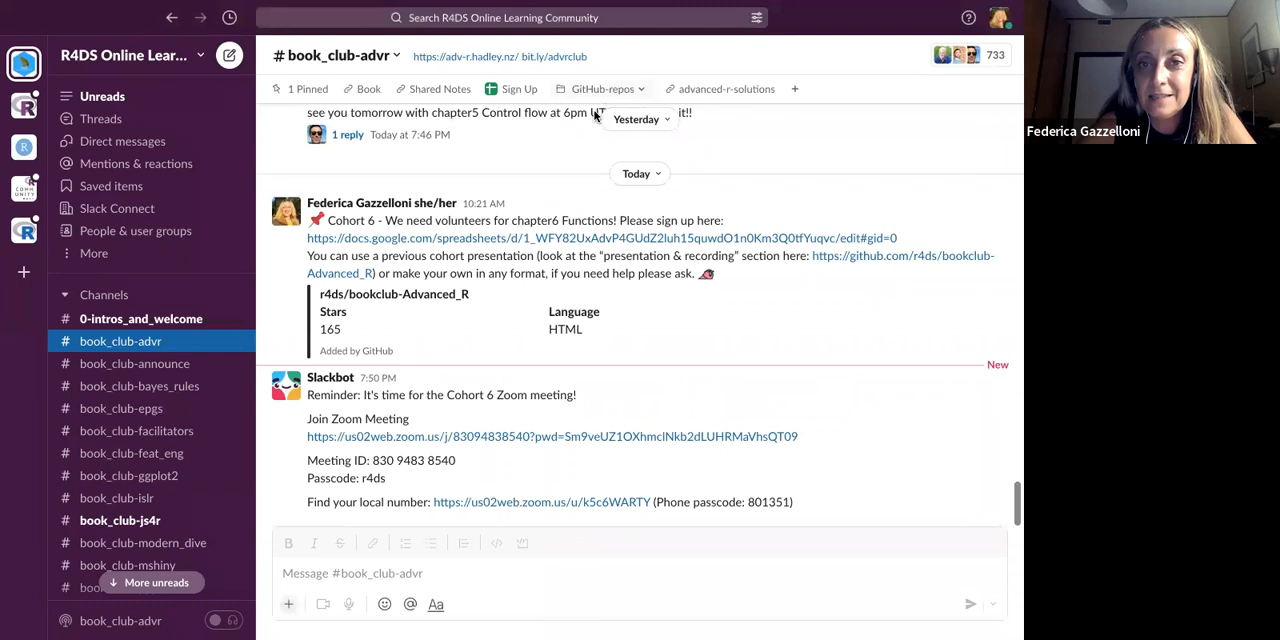 Search R4DS Online Learning Community
R4DS Online Lear...
Unreads
Threads
Direct messages
Mentions & reactions
Saved items
Slack Connect
People & user groups
More
Channels
# 0-intros_and_welcome
# book_club-advr
# book_club-announce
# book_club-bayes_rules
# book_club-epgs
# book_club-facilitators
# book_club-feat_eng
# book_club-ggplot2
# book_club-islr
# book_club-js4r
# book_club-modern_dive
# book_club-mshiny
More unreads
book_club-advr
# book_club-advr
https://adv-r.hadley.nz/ bit.ly/advrclub
733
1 Pinned
Book
Shared Notes
Sign Up
GitHub-repos
advanced-r-solutions
see you tomorrow with chapter5 Control flow at 6pm it!!
Yesterday
1 reply Today at 7:46 PM
Today
Federica Gazzelloni she/her 10:21 AM
Cohort 6 - We need volunteers for chapter6 Functions! Please sign up here:
https://docs.google.com/spreadsheets/d/1_WFY82UxAdvP4GUdZ2luh15quwdO1n0Km3Q0tfYuqvc/edit#gid=0
You can use a previous cohort presentation (look at the "presentation & recording" section here: https://github.com/r4ds/bookclub-
Advanced_R) or make your own in any format, if you need help please ask.
r4ds/bookclub-Advanced_R
Stars Language
165 HTML
Added by GitHub
New
Slackbot 7:50 PM
Reminder: It's time for the Cohort 6 Zoom meeting!
Join Zoom Meeting
https://us02web.zoom.us/j/83094838540?pwd=Sm9veUZ1OXhmclNkb2dLUHRMaVhsQT09
Meeting ID: 830 9483 8540
Passcode: r4ds
Find your local number: https://us02web.zoom.us/u/k5c6WARTY (Phone passcode: 801351)
Message #book_club-advr
Aa
Federica Gazzelloni